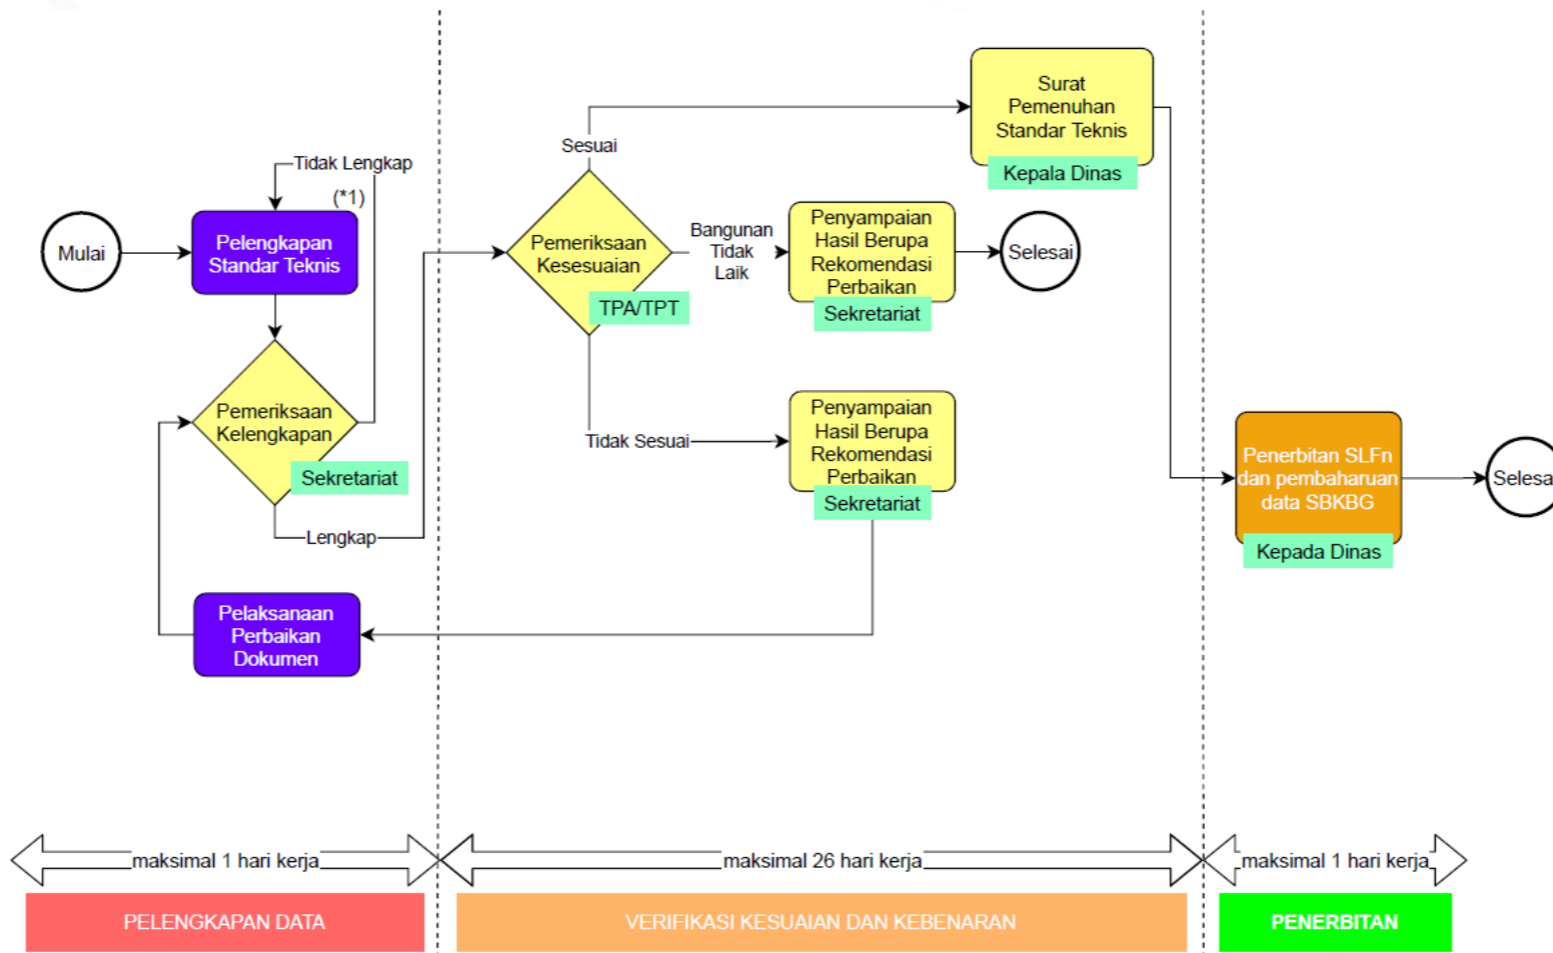 Mulai
Tidak Lengkap
(*1)
Pelengkapan
Standar Teknis
Pemeriksaan
Kelengkapan
Sekretariat
Lengkap
Pelaksanaan
Perbaikan
Dokumen
Sesuai
Pemeriksaan
Kesesuaian
TPA/TPT
Bangunan
Tidak
Laik
Tidak Sesuai
Surat
Pemenuhan
Standar Teknis
Kepala Dinas
Penyampaian
Hasil Berupa
Rekomendasi
Perbaikan
Sekretariat
Selesai
Penyampaian
Hasil Berupa
Rekomendasi
Perbaikan
Sekretariat
Penerbitan SLFn
dan pembaharuan
data SBKBG
Kepada Dinas
Selesa
maksimal 1 hari kerja
maksimal 26 hari kerja
maksimal 1 hari kerja
PELENGKAPAN DATA
VERIFIKASI KESUAIAN DAN KEBENARAN
PENERBITAN